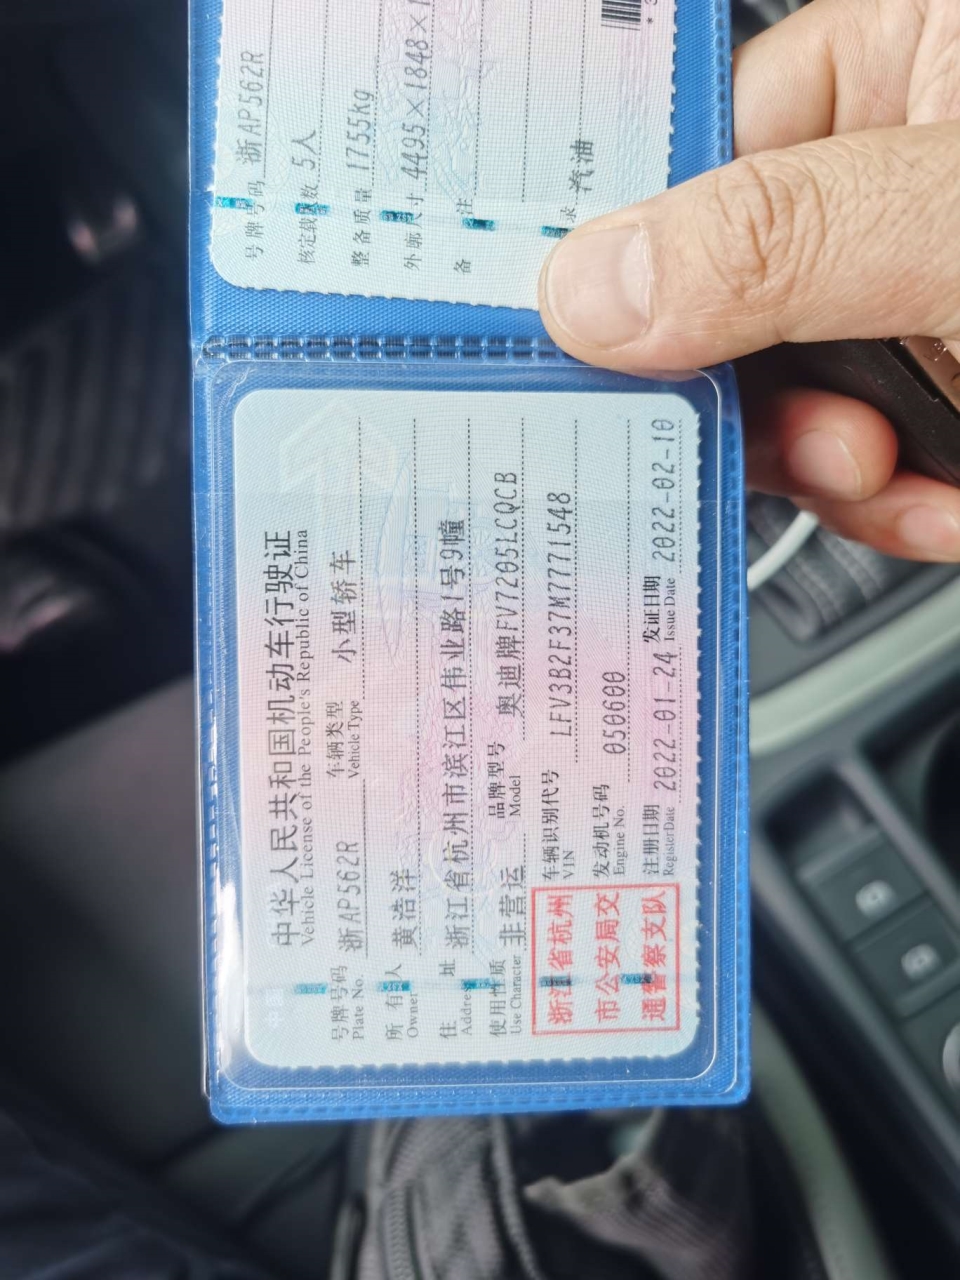 中华人民共和国机动车行驶证
Vehicle License of the People's Republic of China
号牌号码 浙AP562R 车辆类型 小型轿车
Plate No. Vehicle Type
所有人 黄浩洋
Owner
住址 浙江省杭州市滨江区伟业路1号9幢
Address
使用性质 非营运 品牌型号 奥迪牌FV7205LCQCB
Use Character Model
浙江省杭州
市公安局交
通警察支队
车辆识别代号 LFV3B2F37M7771548
VIN
发动机号码 050600
Engine No.
注册日期 2022-01-24 发证日期 2022-02-10
Register Date Issue Date
号牌号码 浙AP562R
核定载人数 5人
整备质量 1755kg
外廓尺寸 4495×1848×1
备注
汽油